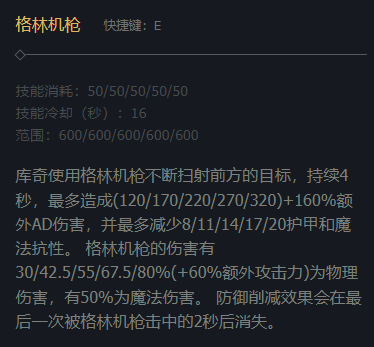 格林机枪 快捷键：E
技能消耗：50/50/50/50/50
技能冷却（秒）：16
范围：600/600/600/600/600
库奇使用格林机枪不断扫射前方的目标，持续4
秒，最多造成(120/170/220/270/320)+160%额
外AD伤害，并最多减少8/11/14/17/20护甲和魔
法抗性。 格林机枪的伤害有
30/42.5/55/67.5/80%(+60%额外攻击力)为物理
伤害，有50%为魔法伤害。 防御削减效果会在最
后一次被格林机枪击中的2秒后消失。